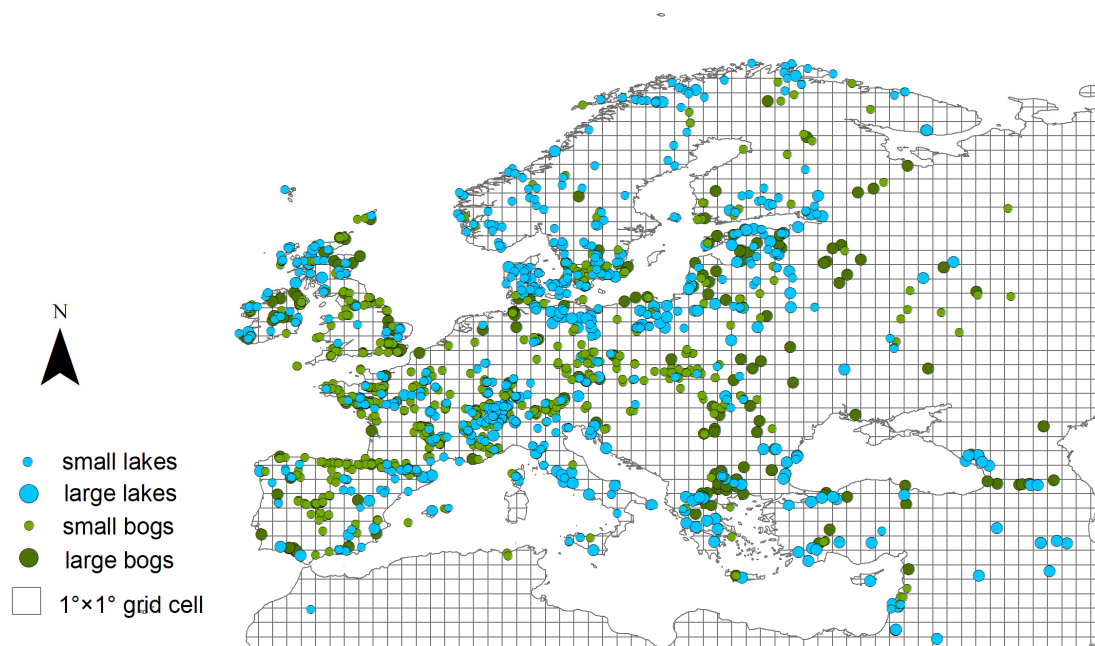 N
small lakes
large lakes
small bogs
large bogs
1°×1° grid cell